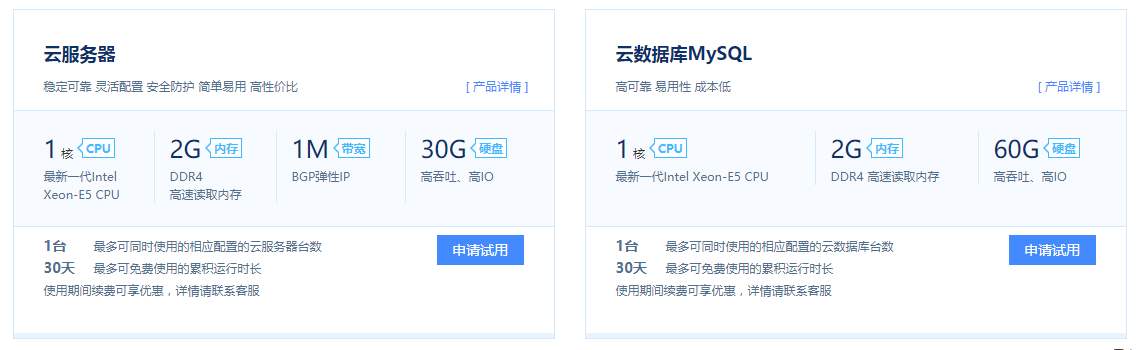 云服务器
稳定可靠 灵活配置 安全防护 简单易用 高性价比
[ 产品详情 ]
1 核 CPU
最新一代Intel
Xeon-E5 CPU
2G 内存
DDR4
高速读取内存
1M 带宽
BGP弹性IP
30G 硬盘
高吞吐、高IO
1台 最多可同时使用的相应配置的云服务器台数
30天 最多可免费使用的累积运行时长
使用期间续费可享优惠，详情请联系客服
申请试用
云数据库MySQL
高可靠 易用性 成本低
[ 产品详情 ]
1 核 CPU
最新一代Intel Xeon-E5 CPU
2G 内存
DDR4 高速读取内存
60G 硬盘
高吞吐、高IO
1台 最多可同时使用的相应配置的云数据库台数
30天 最多可免费使用的累积运行时长
使用期间续费可享优惠，详情请联系客服
申请试用